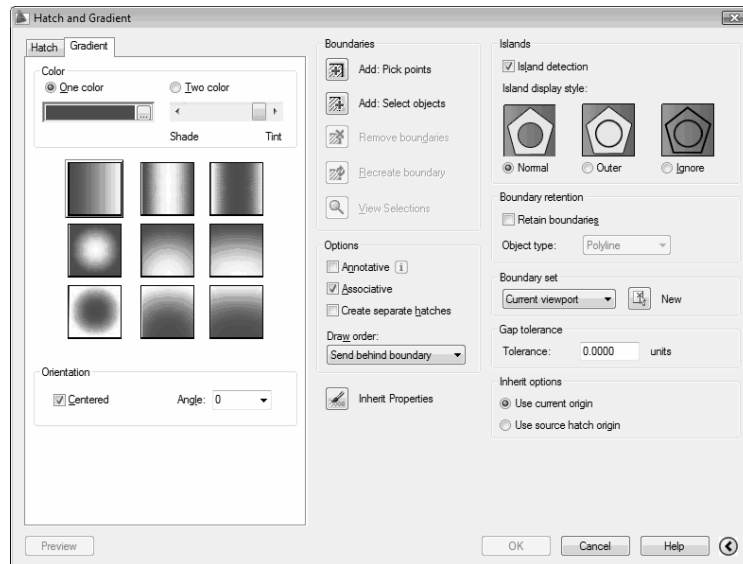 Hatch and Gradient
Hatch
Gradient
Color
One color
Two color
...
Shade
Tint
Orientation
Centered
Angle:
0
Preview
Boundaries
Add: Pick points
Add: Select objects
Remove boundaries
Recreate boundary
View Selections
Options
Annotative
i
Associative
Create separate hatches
Draw order:
Send behind boundary
Inherit Properties
Islands
Island detection
Island display style:
Normal
Outer
Ignore
Boundary retention
Retain boundaries
Object type:
Polyline
Boundary set
Current viewport
New
Gap tolerance
Tolerance:
0.0000
units
Inherit options
Use current origin
Use source hatch origin
OK
Cancel
Help